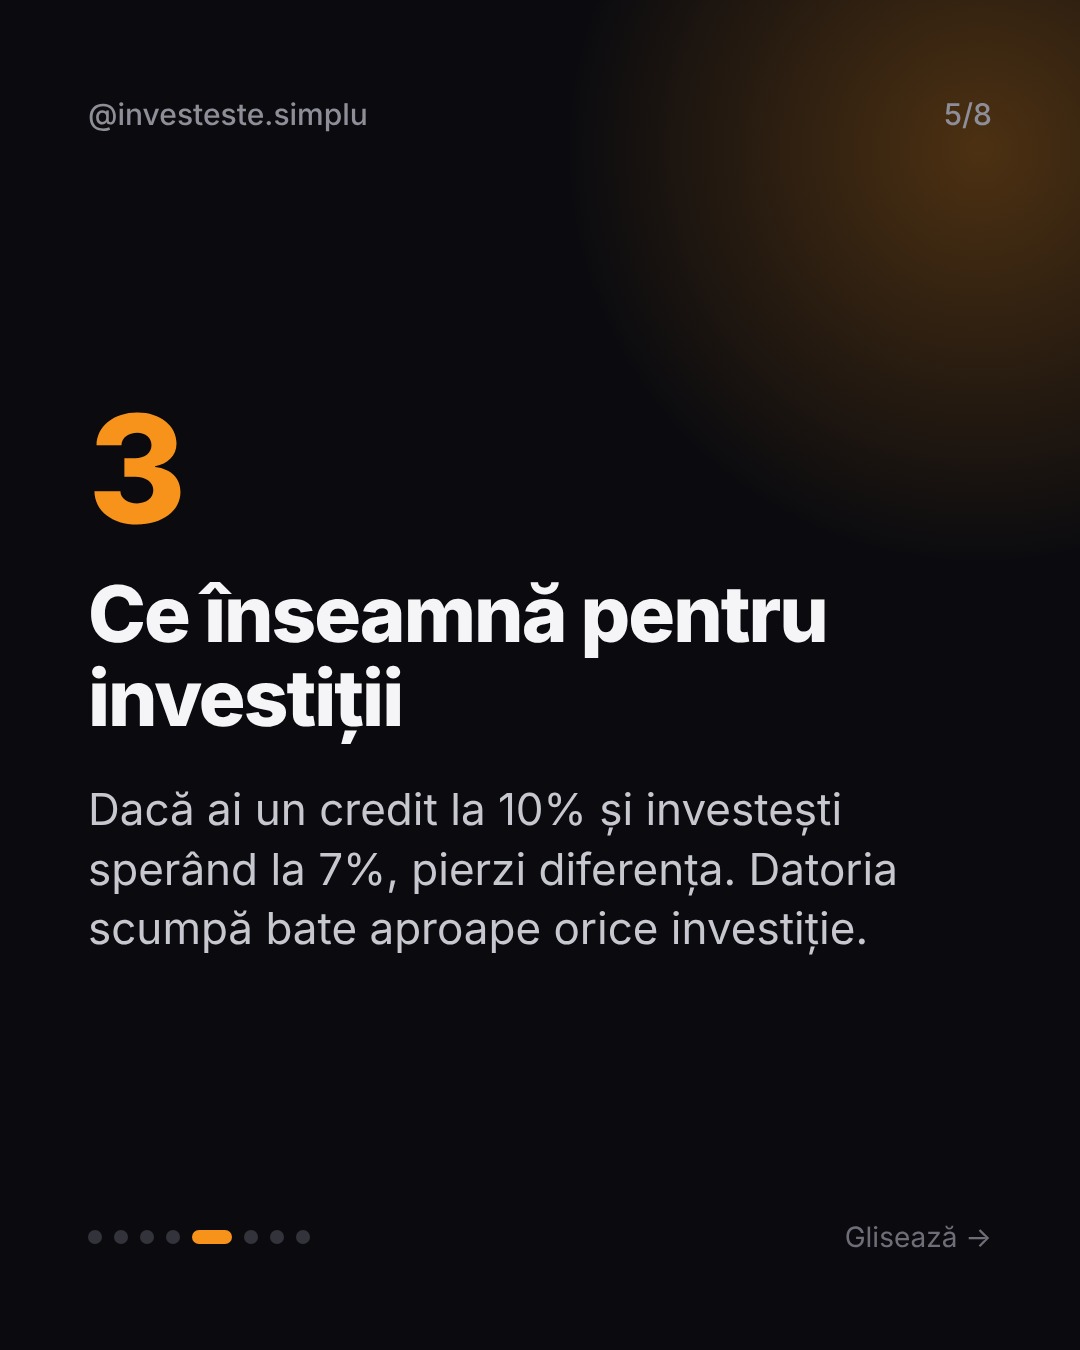 @investeste.simplu
5/8
3
Ce înseamnă pentru
investiții
Dacă ai un credit la 10% și investești
sperând la 7%, pierzi diferența. Datoria
scumpă bate aproape orice investiție.
Glisează →